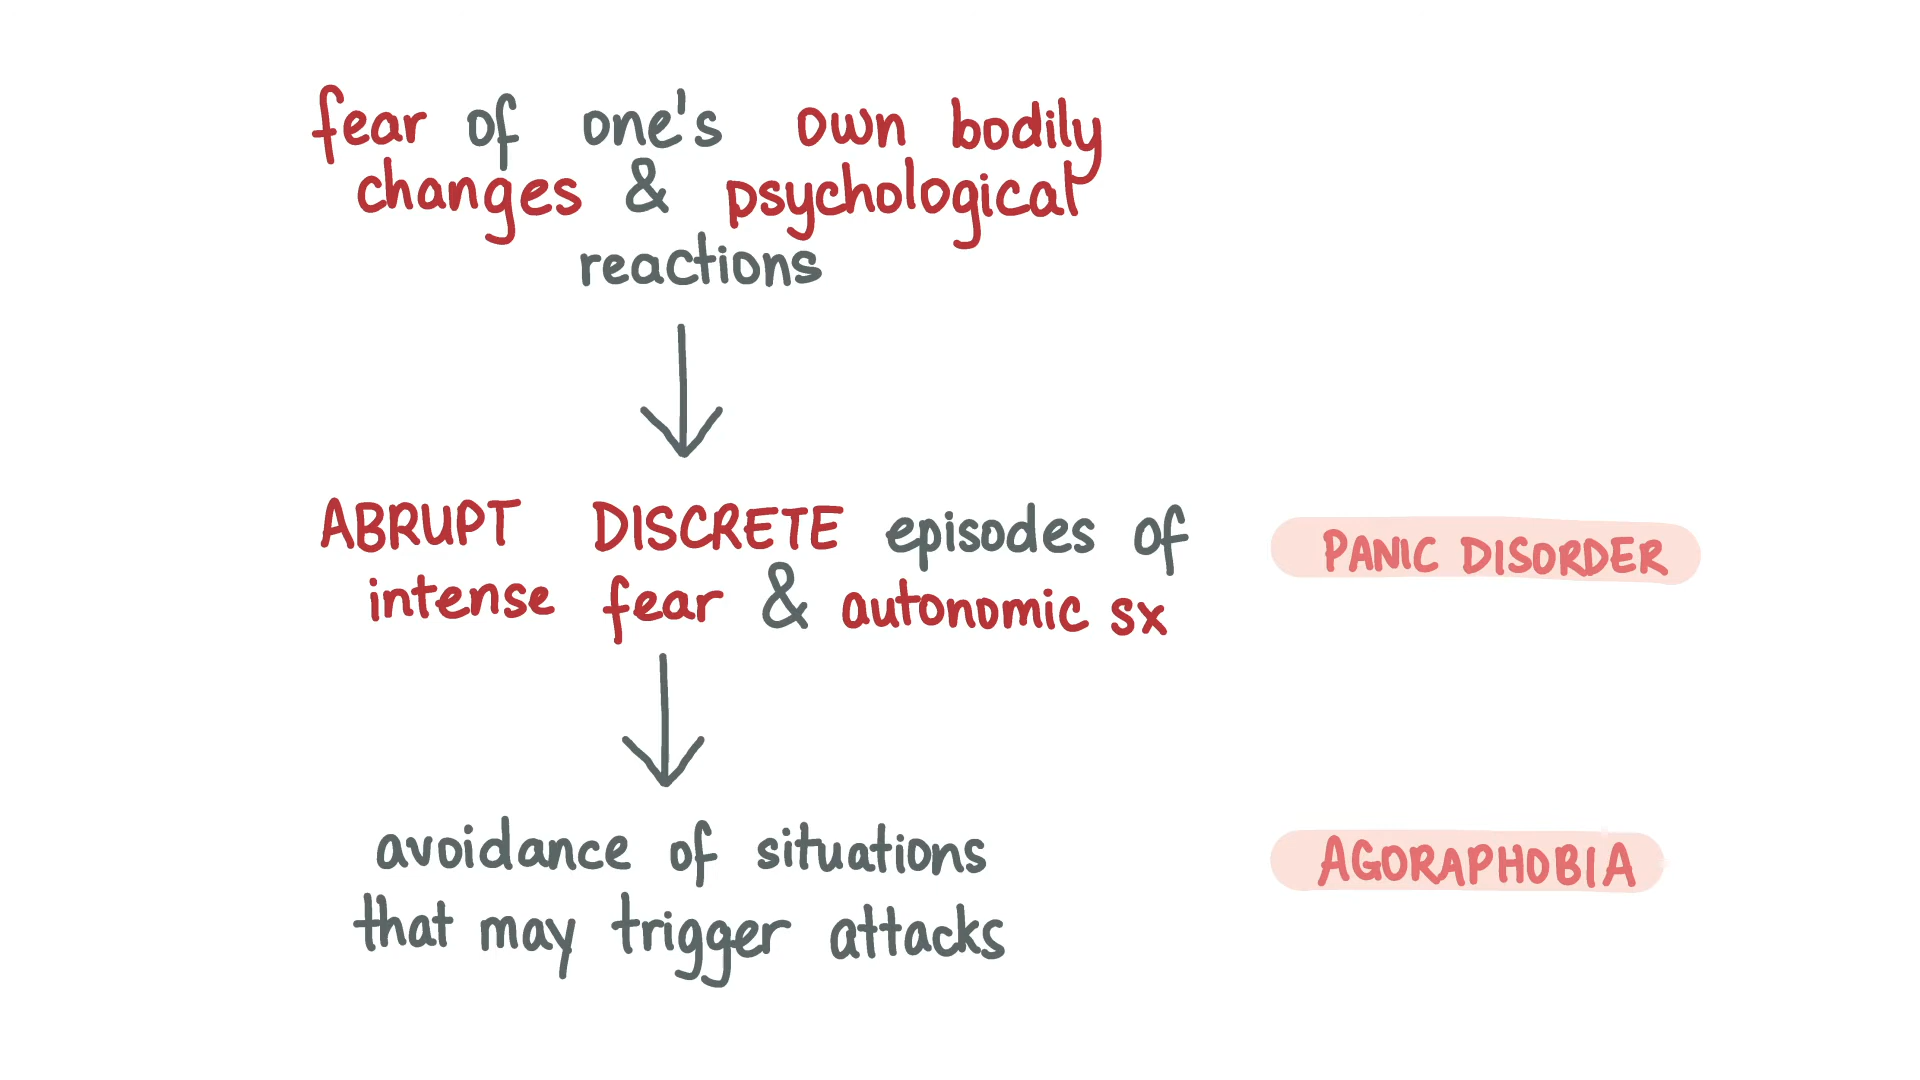 fear of one's own bodily
changes & psychological
reactions
ABRUPT DISCRETE episodes of
intense fear & autonomic sx
PANIC DISORDER
avoidance of situations
that may trigger attacks
AGORAPHOBIA